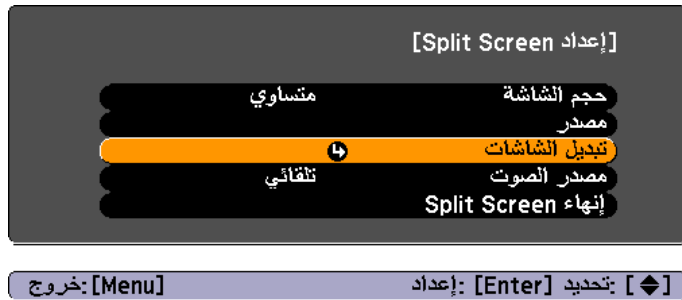 [إعداد Split Screen]
حجم الشاشة متساوي
مصدر
تبديل الشاشات
مصدر الصوت تلقائي
إنهاء Split Screen
[◆]: تحديد [Enter]: إعداد [Menu]: خروج